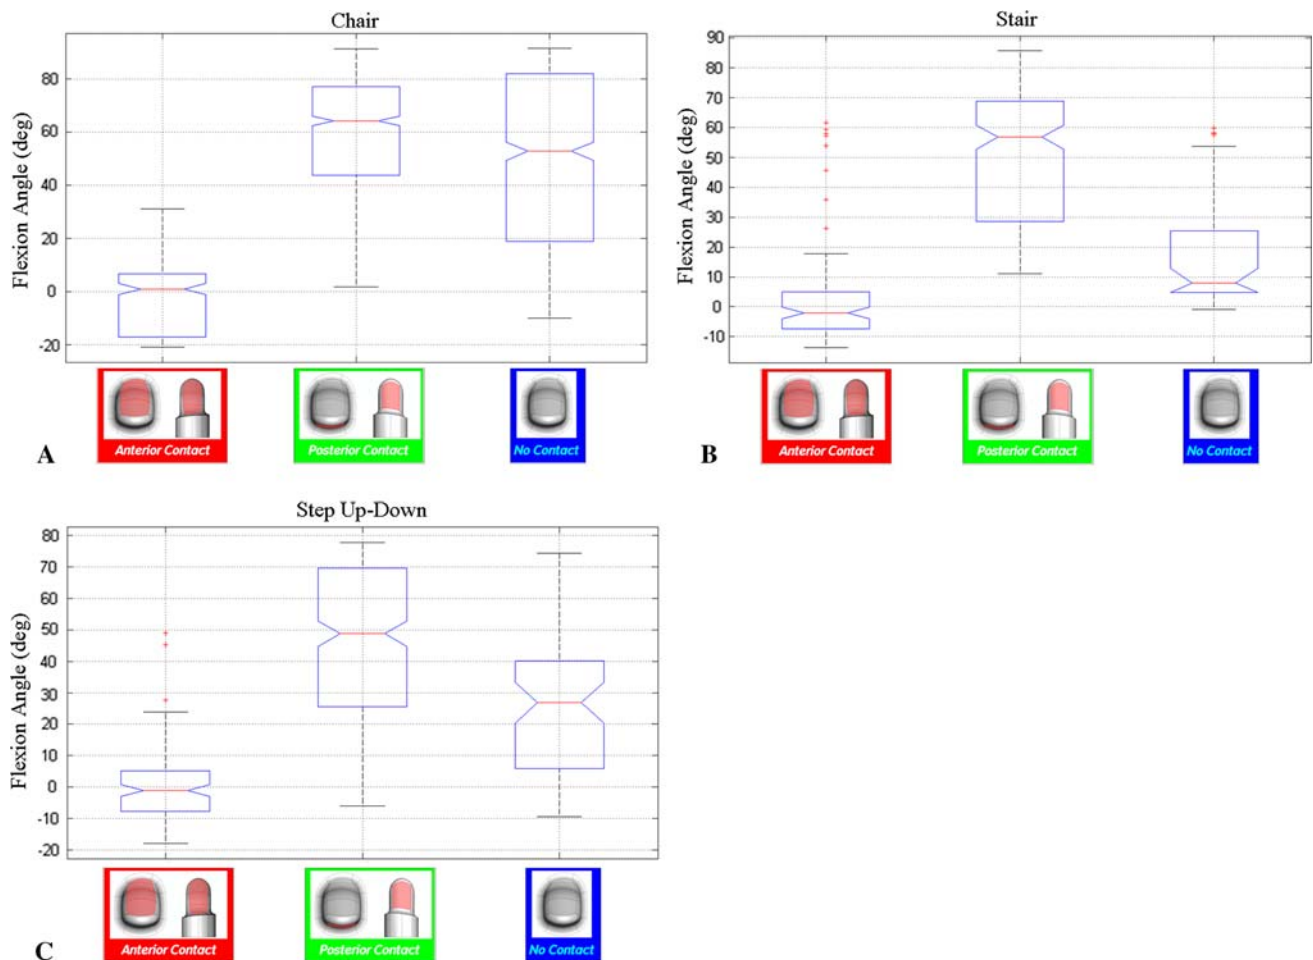 Chair
Flexion Angle (deg)
80
60
40
20
0
-20
Anterior Contact
Posterior Contact
No Contact
A
Stair
Flexion Angle (deg)
90
80
70
60
50
40
30
20
10
0
-10
Anterior Contact
Posterior Contact
No Contact
B
Step Up-Down
Flexion Angle (deg)
80
70
60
50
40
30
20
10
0
-10
-20
Anterior Contact
Posterior Contact
No Contact
C